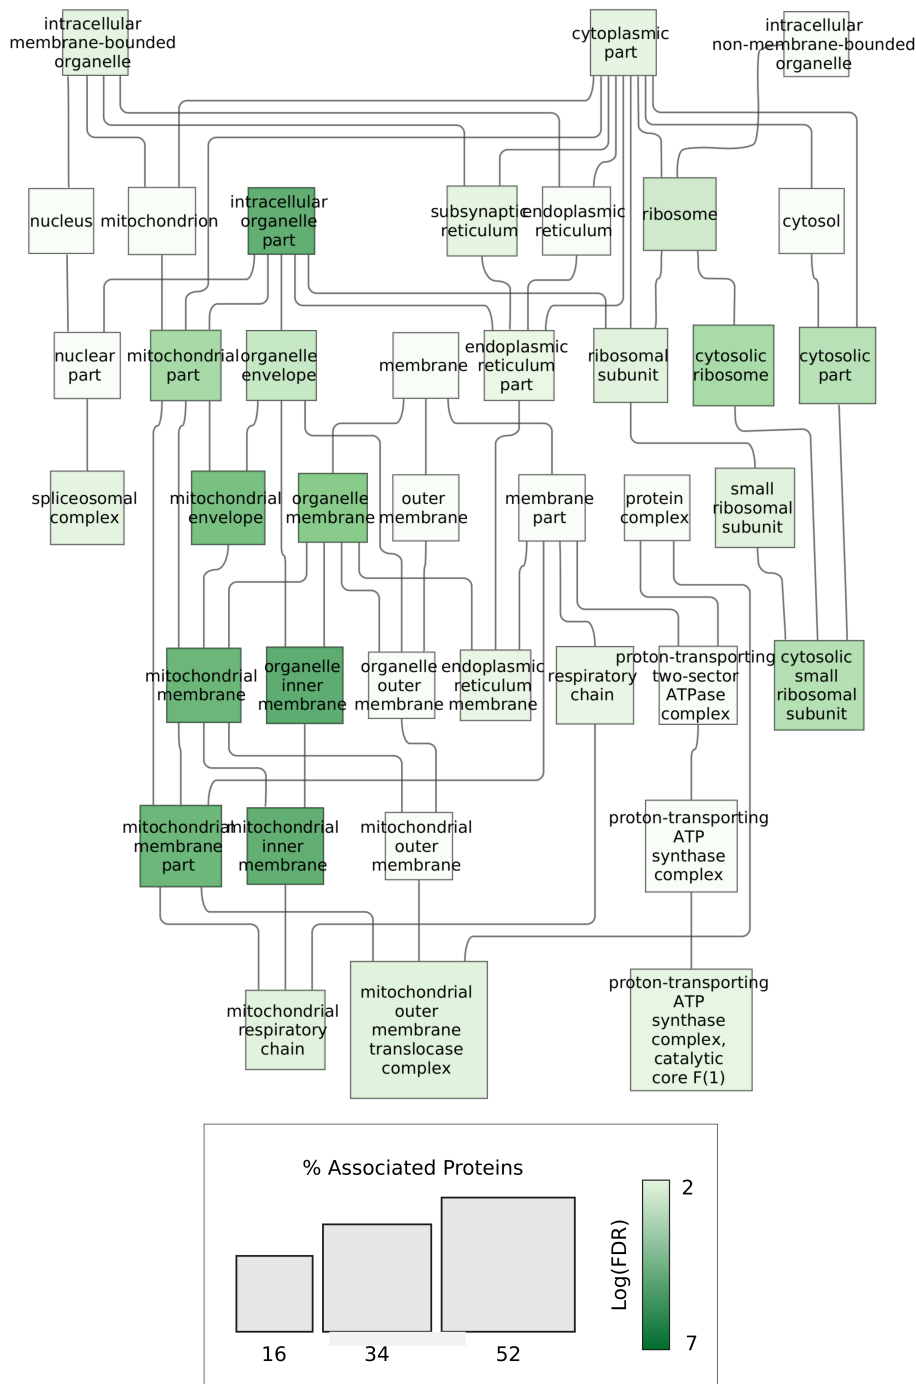 intracellular
membrane-bounded
organelle
cytoplasmic
part
intracellular
non-membrane-bounded
organelle
nucleus
mitochondrion
intracellular
organelle
part
subsynaptic
reticulum
endoplasmic
reticulum
ribosome
cytosol
nuclear
part
mitochondrial
part
organelle
envelope
membrane
endoplasmic
reticulum
part
ribosomal
subunit
cytosolic
ribosome
cytosolic
part
spliceosomal
complex
mitochondrial
envelope
organelle
membrane
outer
membrane
membrane
part
protein
complex
small
ribosomal
subunit
mitochondrial
membrane
organelle
inner
membrane
organelle
outer
membrane
endoplasmic
reticulum
membrane
respiratory
chain
proton-transporting
two-sector
ATPase
complex
cytosolic
small
ribosomal
subunit
mitochondrial
membrane
part
mitochondrial
inner
membrane
mitochondrial
outer
membrane
proton-transporting
ATP
synthase
complex
mitochondrial
respiratory
chain
mitochondrial
outer
membrane
translocase
complex
proton-transporting
ATP
synthase
complex,
catalytic
core F(1)
% Associated Proteins
16
34
52
Log(FDR)
2
7